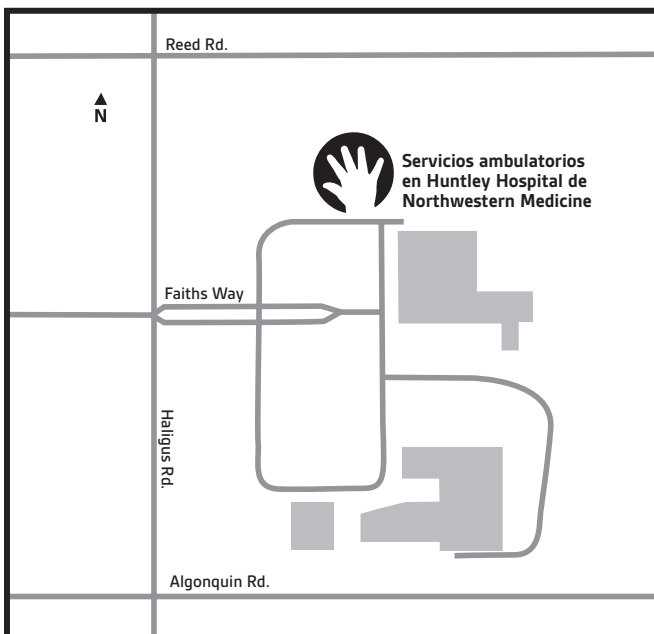 Reed Rd.
N
Servicios ambulatorios
en Huntley Hospital de
Northwestern Medicine
Faiths Way
Haligus Rd.
Algonquin Rd.